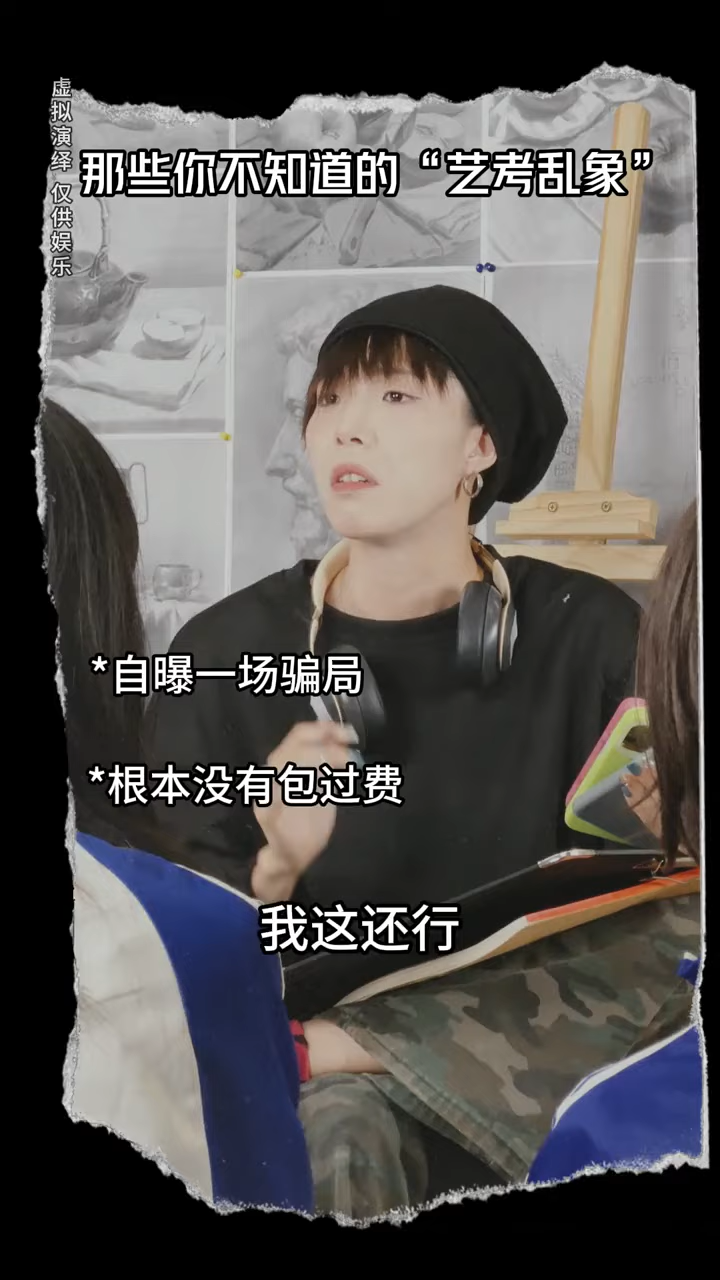 虚拟演绎 仅供娱乐
那些你不知道的“艺考乱象”
*自曝一场骗局
*根本没有包过费
我这还行